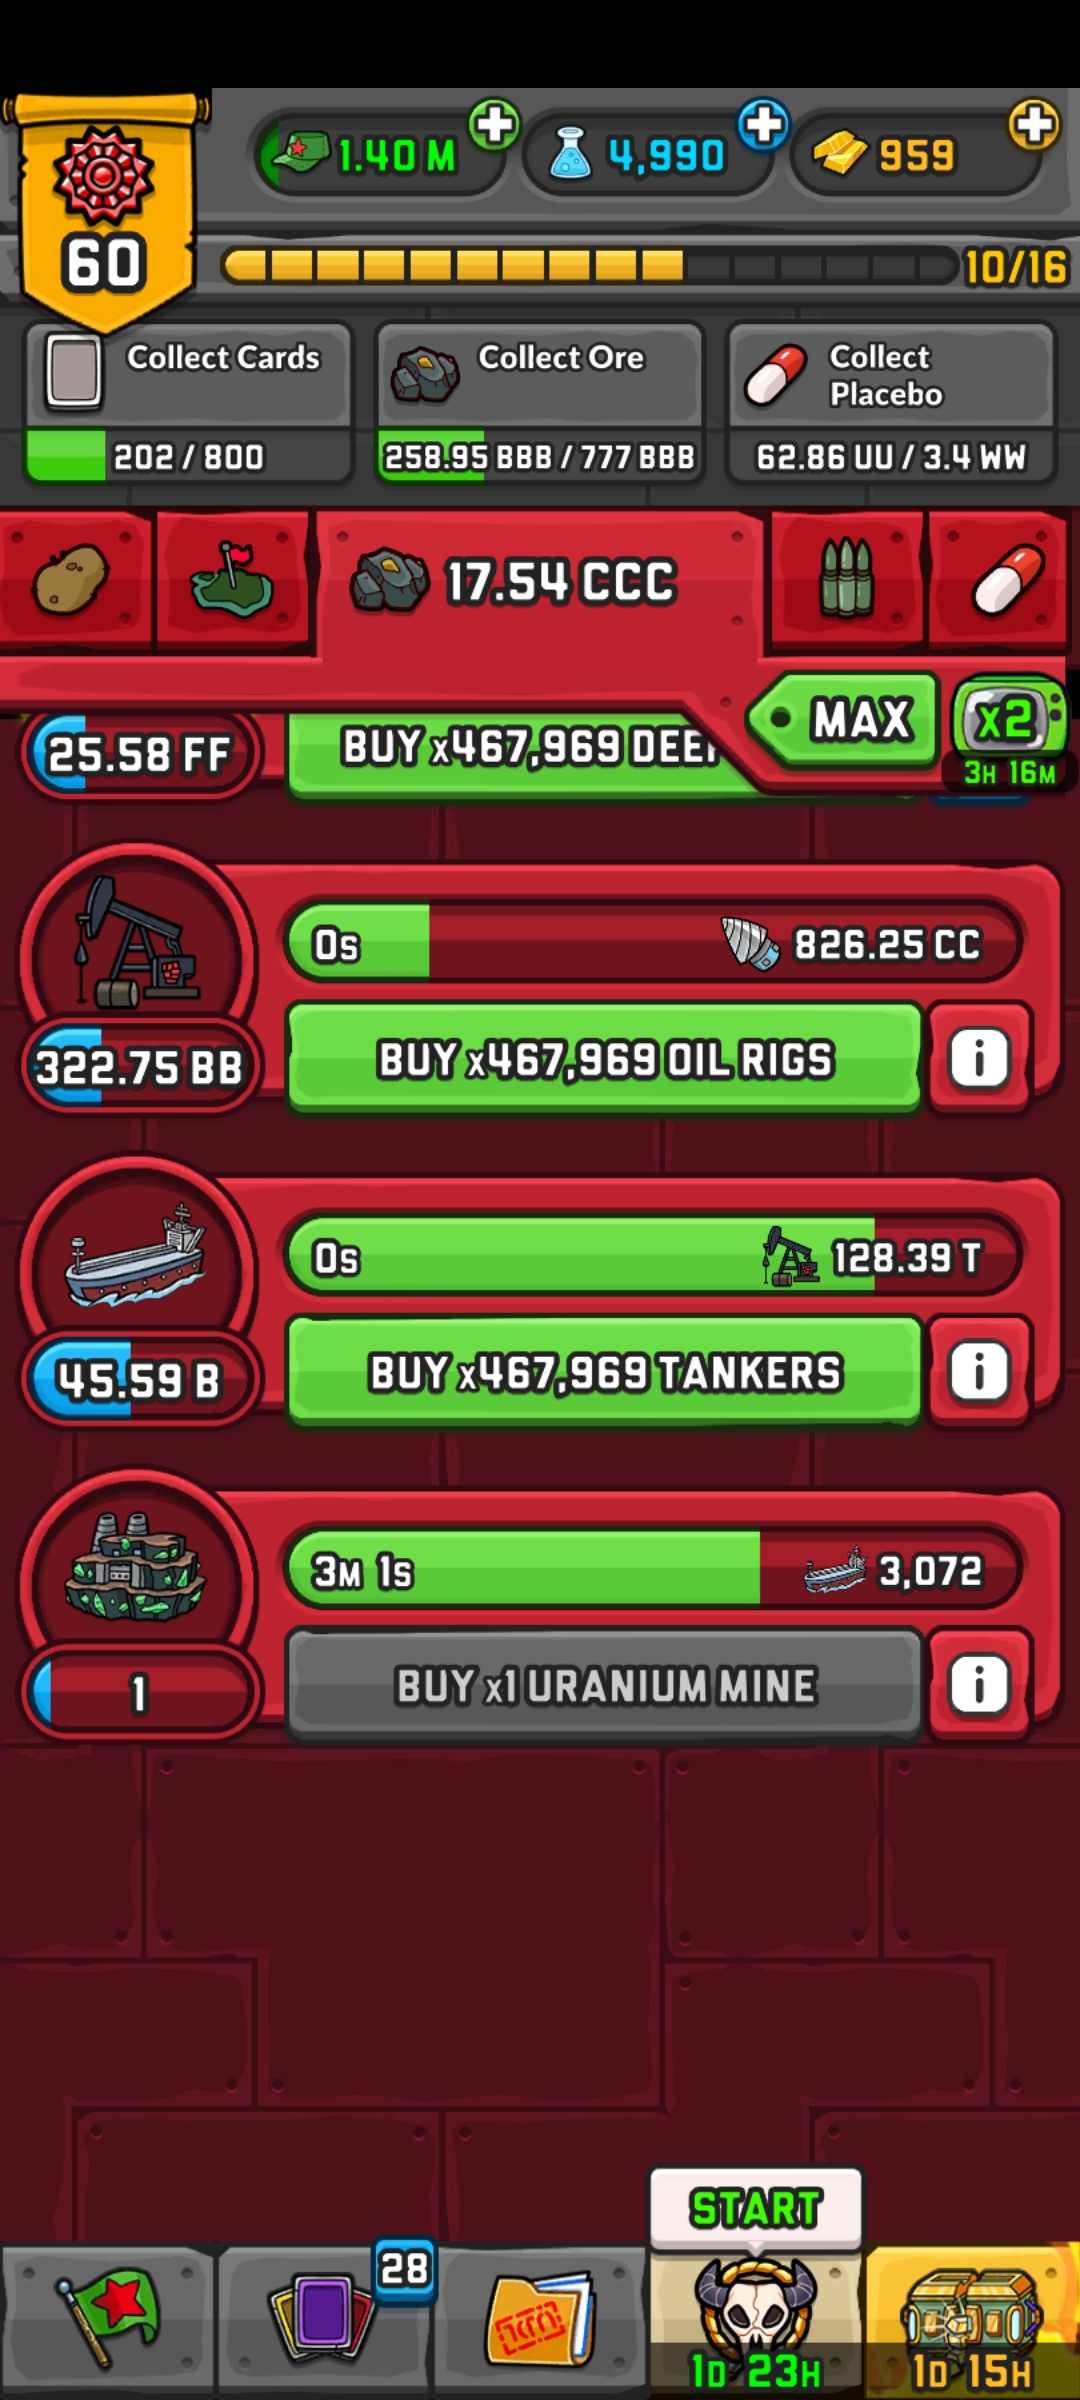 1.40 M
4,990
959
60
10/16
Collect Cards
202 / 800
Collect Ore
258.95 BBB / 777 BBB
Collect
Placebo
62.86 UU / 3.4 WW
17.54 CCC
MAX
x2
3H 16M
25.58 FF
BUY x467,969
0s
826.25 CC
322.75 BB
BUY x467,969 OIL RIGS
i
0s
128.39 T
45.59 B
BUY x467,969 TANKERS
i
3M 1s
3,072
1
BUY x1 URANIUM MINE
i
START
28
1D 23H
1D 15H